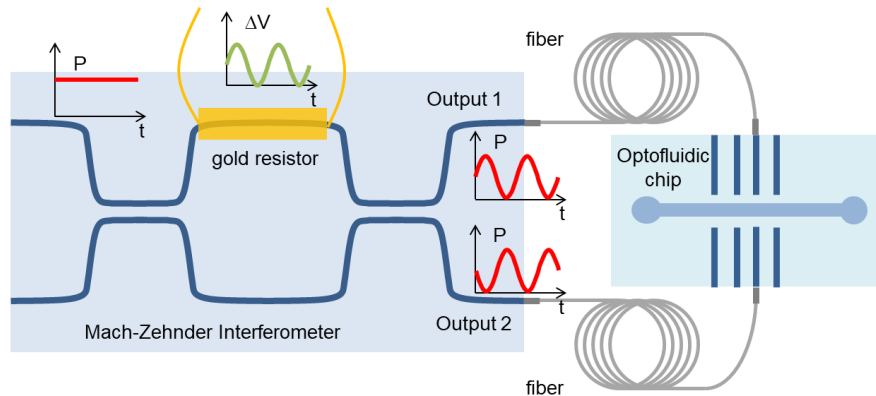 ΔV
P
t
t
gold resistor
Output 1
fiber
P
t
Optofluidic
chip
P
t
Output 2
Mach-Zehnder Interferometer
fiber